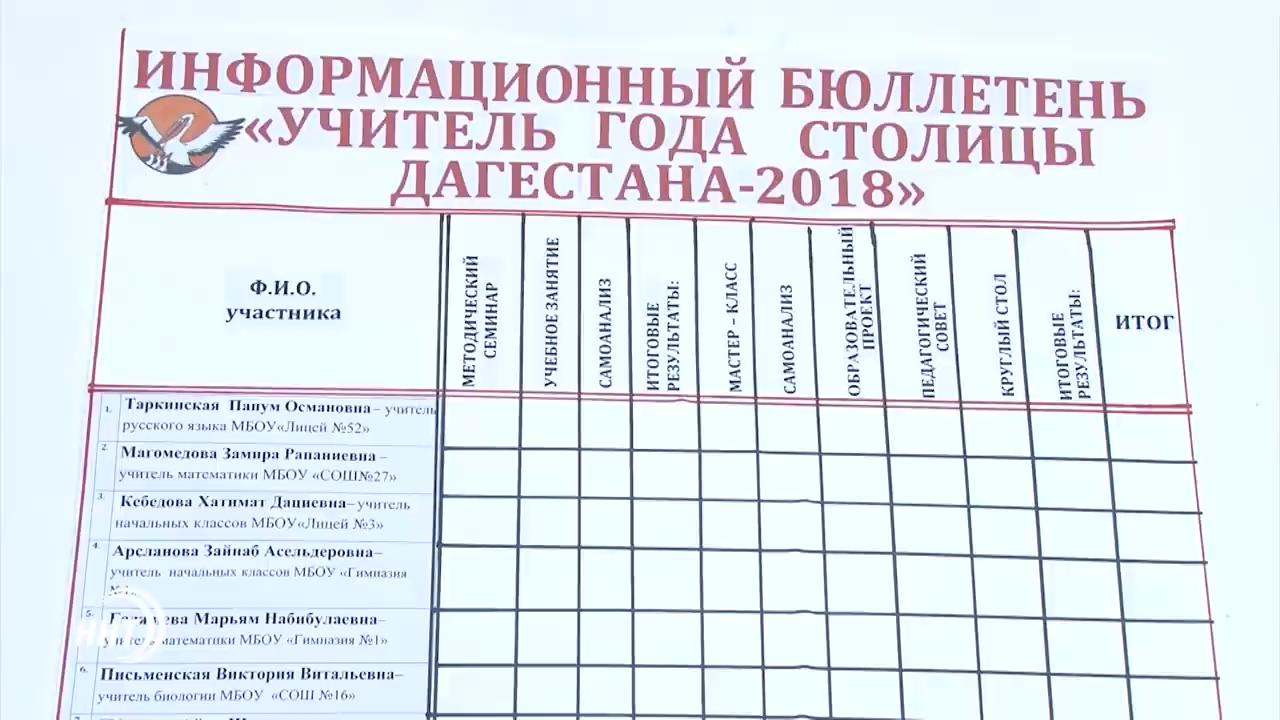 ИНФОРМАЦИОННЫЙ БЮЛЛЕТЕНЬ
«УЧИТЕЛЬ ГОДА СТОЛИЦЫ
ДАГЕСТАНА-2018»
Ф.И.О.
участника
МЕТОДИЧЕСКИЙ
СЕМИНАР
УЧЕБНОЕ ЗАНЯТИЕ
САМОАНАЛИЗ
ИТОГОВЫЕ
РЕЗУЛЬТАТЫ:
МАСТЕР – КЛАСС
САМОАНАЛИЗ
ОБРАЗОВАТЕЛЬНЫЙ
ПРОЕКТ
ПЕДАГОГИЧЕСКИЙ
СОВЕТ
КРУГЛЫЙ СТОЛ
ИТОГОВЫЕ
РЕЗУЛЬТАТЫ:
ИТОГ
1. Таркинская Папум Османовна – учитель
русского языка МБОУ«Лицей №52»
2. Магомедова Замира Рапаниевна –
учитель математики МБОУ «СОШ№27»
3. Кебедова Хатимат Дациевна–учитель
начальных классов МБОУ«Лицей №3»
4. Арсланова Зайнаб Асельдеровна–
учитель начальных классов МБОУ «Гимназия
5. Марьям Набибулаевна–
учитель математики МБОУ «Гимназия №1»
6. Письменская Виктория Витальевна–
учитель биологии МБОУ «СОШ №16»